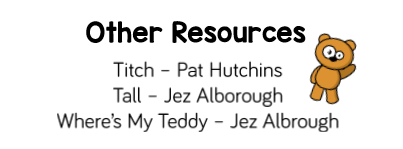 Other Resources
Titch – Pat Hutchins
Tall – Jez Alborough
Where's My Teddy – Jez Albrough